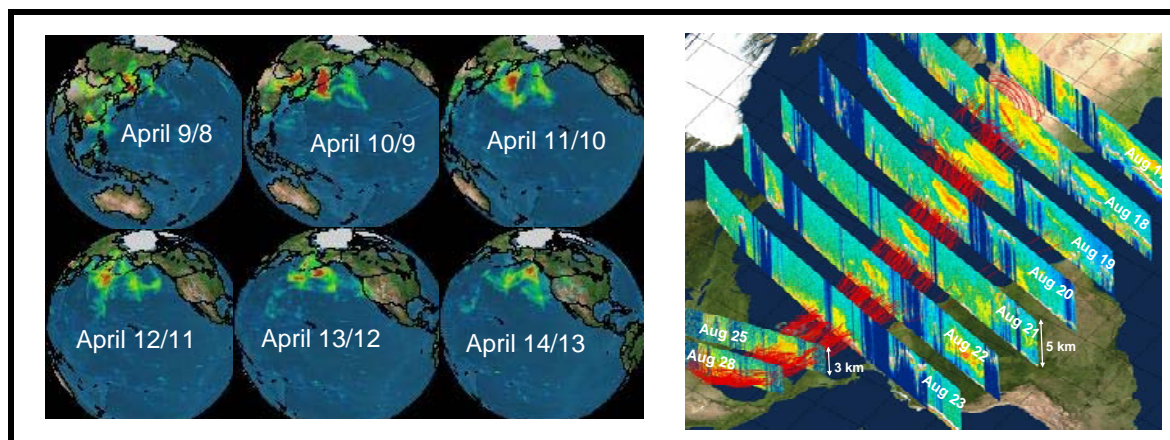 April 9/8
April 10/9
April 11/10
April 12/11
April 13/12
April 14/13
Aug 18
Aug 19
Aug 20
Aug 21
Aug 22
Aug 23
Aug 25
Aug 28
5 km
3 km